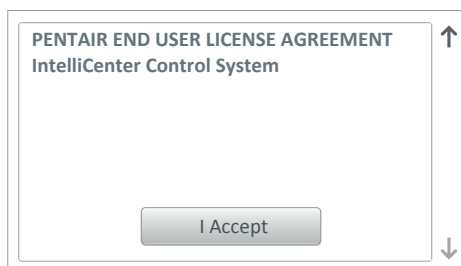 PENTAIR END USER LICENSE AGREEMENT
IntelliCenter Control System
I Accept